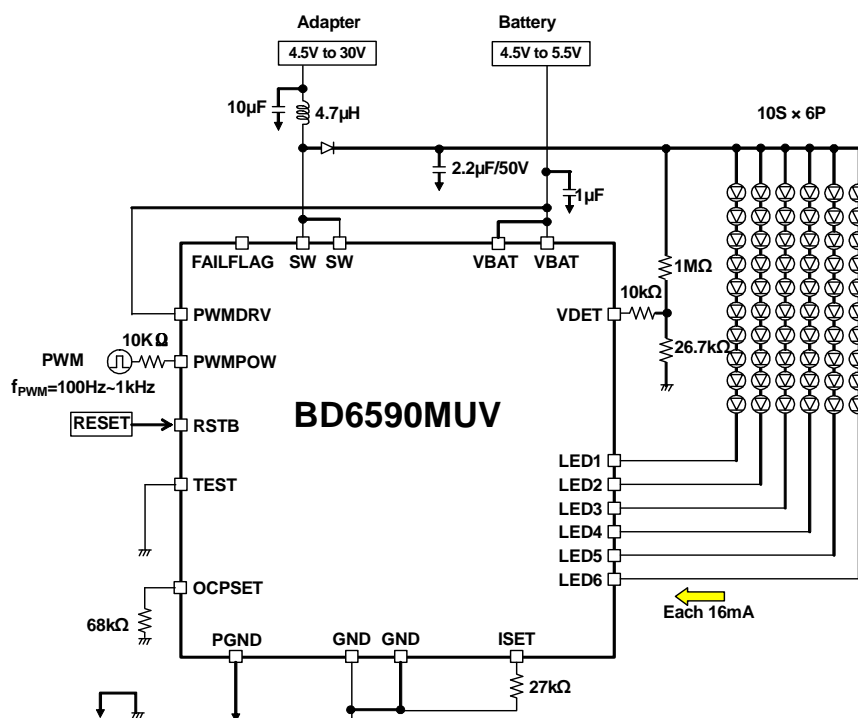 Adapter
Battery
4.5V to 30V
4.5V to 5.5V
10µF
4.7µH
10S × 6P
2.2µF/50V
1µF
FAILFLAG
SW
SW
VBAT
VBAT
1MΩ
10kΩ
PWMDRV
VDET
10KΩ
26.7kΩ
PWM
PWMPOW
fPWM=100Hz~1kHz
BD6590MUV
RESET
RSTB
LED1
TEST
LED2
LED3
LED4
LED5
LED6
OCPSET
Each 16mA
68kΩ
PGND
GND
GND
ISET
27kΩ